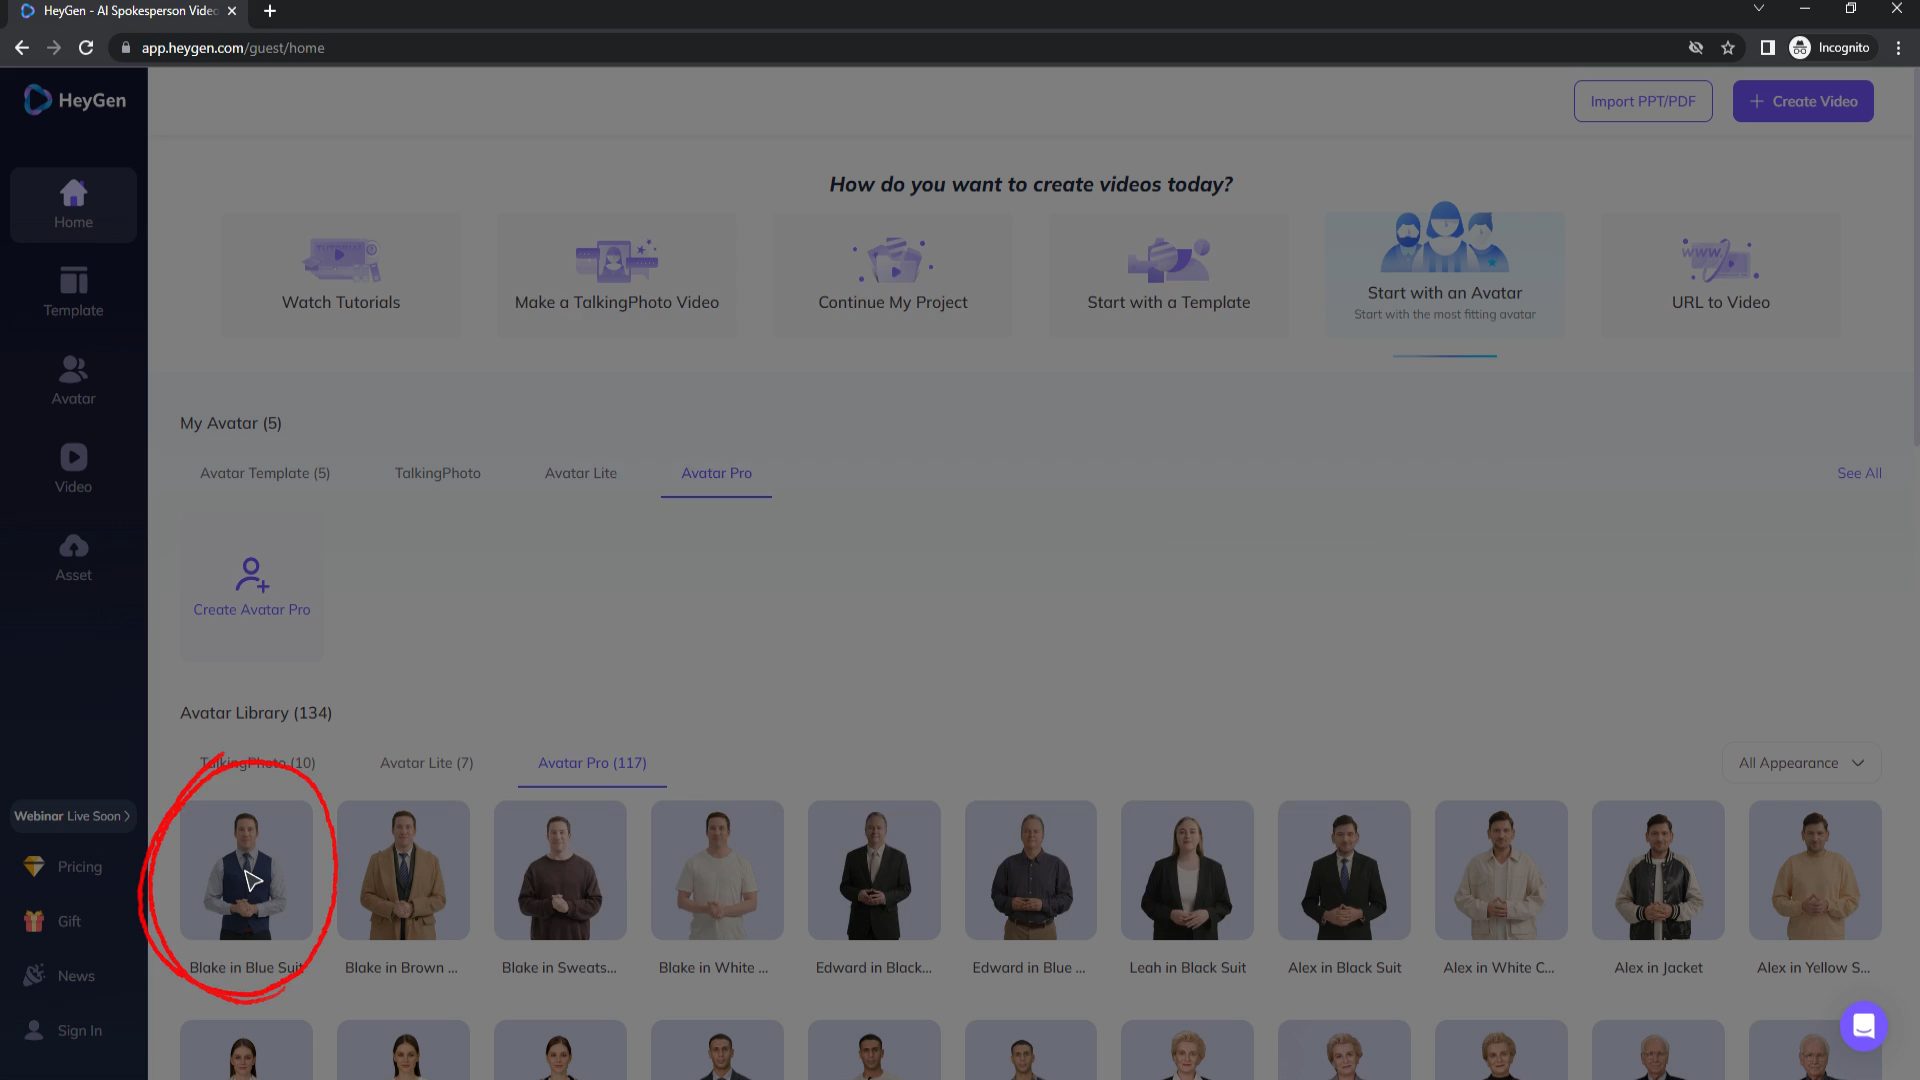 HeyGen - AI Spokesperson Video
app.heygen.com/guest/home
Incognito
HeyGen
Import PPT/PDF
+ Create Video
Home
Template
Avatar
Video
Asset
Webinar Live Soon >
Pricing
Gift
News
Sign In
How do you want to create videos today?
TUTORIAL
WWW
Watch Tutorials
Make a TalkingPhoto Video
Continue My Project
Start with a Template
Start with an Avatar
Start with the most fitting avatar
URL to Video
My Avatar (5)
Avatar Template (5)
TalkingPhoto
Avatar Lite
Avatar Pro
See All
Create Avatar Pro
Avatar Library (134)
TalkingPhoto (10)
Avatar Lite (7)
Avatar Pro (117)
All Appearance
Blake in Blue Suit
Blake in Brown ...
Blake in Sweats...
Blake in White ...
Edward in Black...
Edward in Blue ...
Leah in Black Suit
Alex in Black Suit
Alex in White C...
Alex in Jacket
Alex in Yellow S...